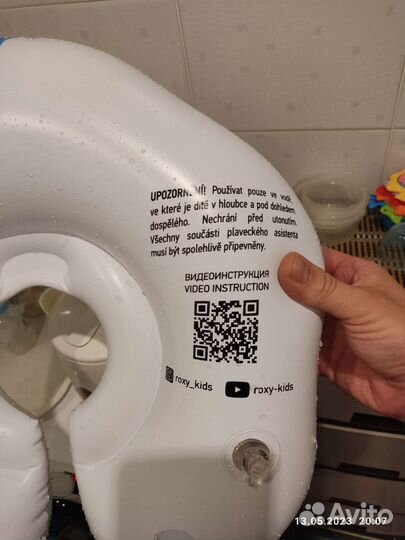 UPOZORNĚNÍ! Používat pouze ve vodě,
ve které je dítě v hloubce a pod dohledem
dospělého. Nechrání před utonutím.
Všechny součásti plaveckého asistenta
musí být spolehlivě připevněny.
ВИДЕОИНСТРУКЦИЯ
VIDEO INSTRUCTION
roxy_kids
roxy-kids
13.05.2023 20:07
Avito